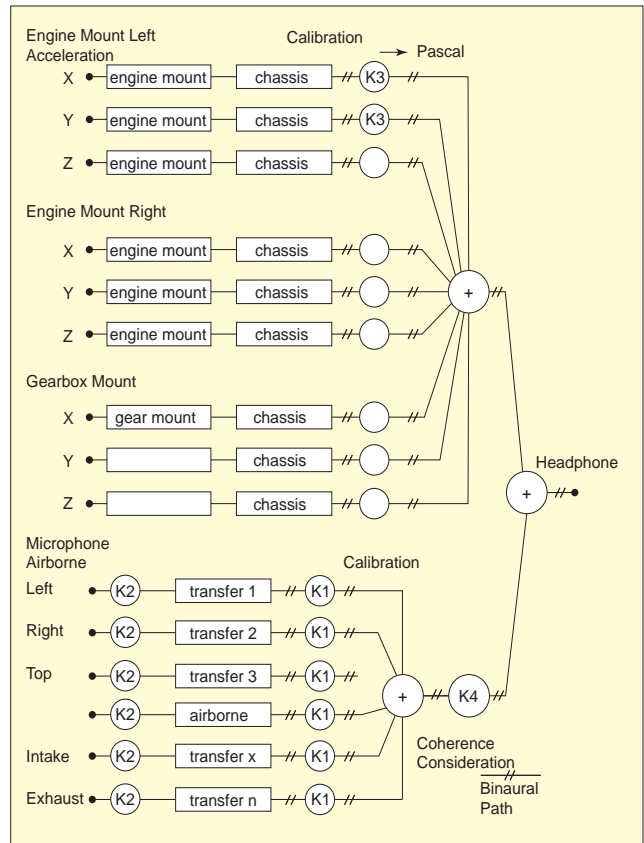 Engine Mount Left
Acceleration
Calibration
Pascal
X engine mount chassis K3
Y engine mount chassis K3
Z engine mount chassis
Engine Mount Right
X engine mount chassis
Y engine mount chassis +
Z engine mount chassis
Gearbox Mount
X gear mount chassis
Y chassis
Headphone
+
Z chassis
Microphone
Airborne
Calibration
Left K2 transfer 1 K1
Right K2 transfer 2 K1
Top K2 transfer 3 K1
+ K4
K2 airborne K1
Intake K2 transfer x K1
Coherence
Consideration
Binaural
Path
Exhaust K2 transfer n K1